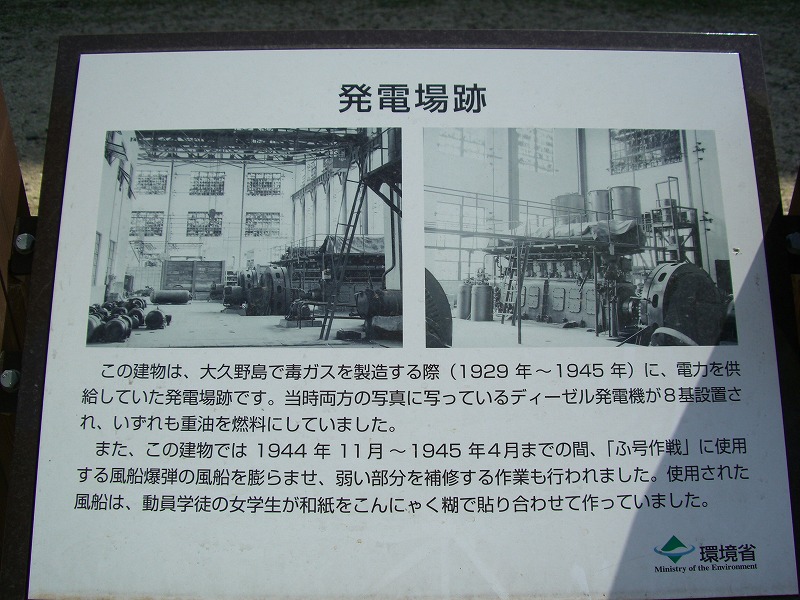 発電場跡
この建物は、大久野島で毒ガスを製造する際（1929 年～1945 年）に、電力を供
給していた発電場跡です。当時両方の写真に写っているディーゼル発電機が８基設置さ
れ、いずれも重油を燃料にしていました。
また、この建物では 1944 年 11 月～1945 年４月までの間、「ふ号作戦」に使用
する風船爆弾の風船を膨らませ、弱い部分を補修する作業も行われました。使用された
風船は、動員学徒の女学生が和紙をこんにゃく糊で貼り合わせて作っていました。
環境省
Ministry of the Environment